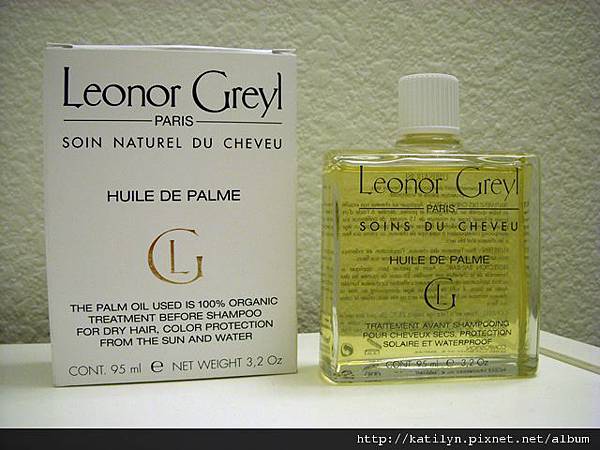 Leonor Greyl
PARIS
SOIN NATUREL DU CHEVEU
HUILE DE PALME
LG
THE PALM OIL USED IS 100% ORGANIC
TREATMENT BEFORE SHAMPOO
FOR DRY HAIR, COLOR PROTECTION
FROM THE SUN AND WATER
CONT. 95 ml e NET WEIGHT 3,2 Oz
Leonor Greyl
PARIS
SOINS DU CHEVEU
HUILE DE PALME
LG
TRAITEMENT AVANT SHAMPOOING
POUR CHEVEUX SECS, PROTECTION
SOLAIRE ET WATERPROOF
CONT. 95 ml e 3,2 Oz
http://katilyn.pixnet.net/album